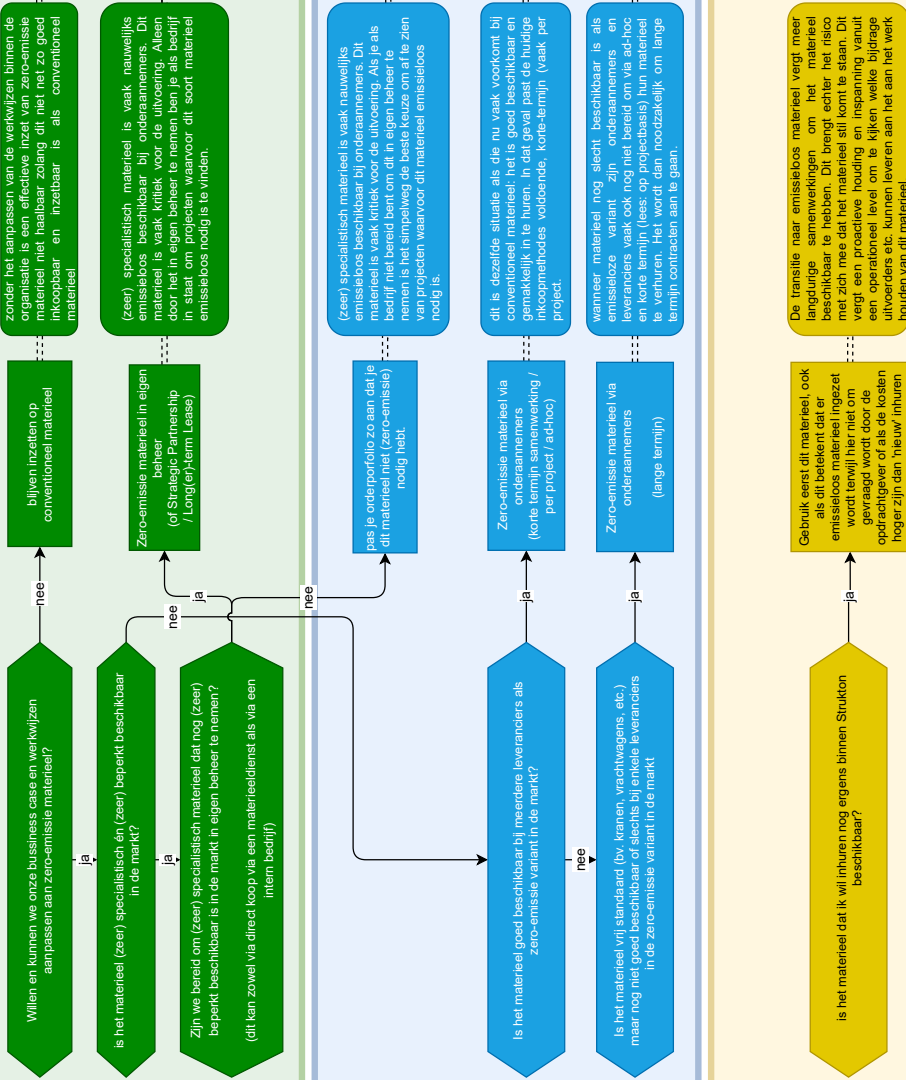 Willen en kunnen we onze bussiness case en werkwijzen
aanpassen aan zero-emissie materieel?
nee
blijven inzetten op
conventioneel materieel
zonder het aanpassen van de werkwijzen binnen de
organisatie is een effectieve inzet van zero-emissie
materieel niet haalbaar zolang dit niet net zo goed
inkoopbaar en inzetbaar is als conventioneel
materieel
ja
is het materieel (zeer) specialistisch én (zeer) beperkt beschikbaar
in de markt?
nee
ja
Zijn we bereid om (zeer) specialistisch materieel dat nog (zeer)
beperkt beschikbaar is in de markt in eigen beheer te nemen?
(dit kan zowel via direct koop via een materieeldienst als via een
intern bedrijf)
ja
Zero-emissie materieel in eigen
beheer
(of Strategic Partnership
/ Long(er)-term Lease)
(zeer) specialistisch materieel is vaak nauwelijks
emissieloos beschikbaar bij onderaannemers. Dit
materieel is vaak kritiek voor de uitvoering. Alleen
door het in eigen beheer te nemen ben je als bedrijf
in staat om projecten waarvoor dit soort materieel
emissieloos nodig is te vinden.
nee
pas je orderporfolio zo aan dat je
dit materieel niet (zero-emissie)
nodig hebt.
(zeer) specialistisch materieel is vaak nauwelijks
emissieloos beschikbaar bij onderaannemers. Dit
materieel is vaak kritiek voor de uitvoering. Als je als
bedrijf niet bereid bent om dit in eigen beheer te
nemen is het simpelweg de beste keuze om af te zien
van projecten waarvoor dit materieel emissieloos
nodig is.
Is het materieel goed beschikbaar bij meerdere leveranciers als
zero-emissie variant in de markt?
ja
Zero-emissie materieel via
onderaannemers
(korte termijn samenwerking /
per project / ad-hoc)
dit is dezelfde situatie als die nu vaak voorkomt bij
conventioneel materieel: het is goed beschikbaar en
gemakkelijk in te huren. In dat geval past de huidige
inkoopmethodes voldoende, korte-termijn (vaak per
project.
nee
Is het materieel vrij standaard (bv. kranen, vrachtwagens, etc.)
maar nog niet goed beschikbaar of slechts bij enkele leveranciers
in de zero-emissie variant in de markt
ja
Zero-emissie materieel via
onderaannemers
(lange termijn)
wanneer materieel nog slecht beschikbaar is als
emissieloze variant zijn onderaannemers en
leveranciers vaak ook nog niet bereid om via ad-hoc
en korte termijn (lees: op projectbasis) hun materieel
te verhuren. Het wordt dan noodzakelijk om lange
termijn contracten aan te gaan.
is het materieel dat ik wil inhuren nog ergens binnen Strukton
beschikbaar?
ja
Gebruik eerst dit materieel, ook
als dit betekent dat er
emissieloos materieel ingezet
wordt terwijl hier niet om
gevraagd wordt door de
opdrachtgever of als de kosten
hoger zijn dan 'nieuw' inhuren
De transitie naar emissieloos materieel vergt meer
langdurige samenwerkingen om het materieel
beschikbaar te hebben. Dit brengt echter het risico
met zich mee dat het materieel stil komt te staan. Dit
vergt een proactieve houding en inspanning vanuit
een operationeel level om te kijken welke bijdrage
uitvoerders etc. kunnen leveren aan het aan het werk
houden van dit materieel